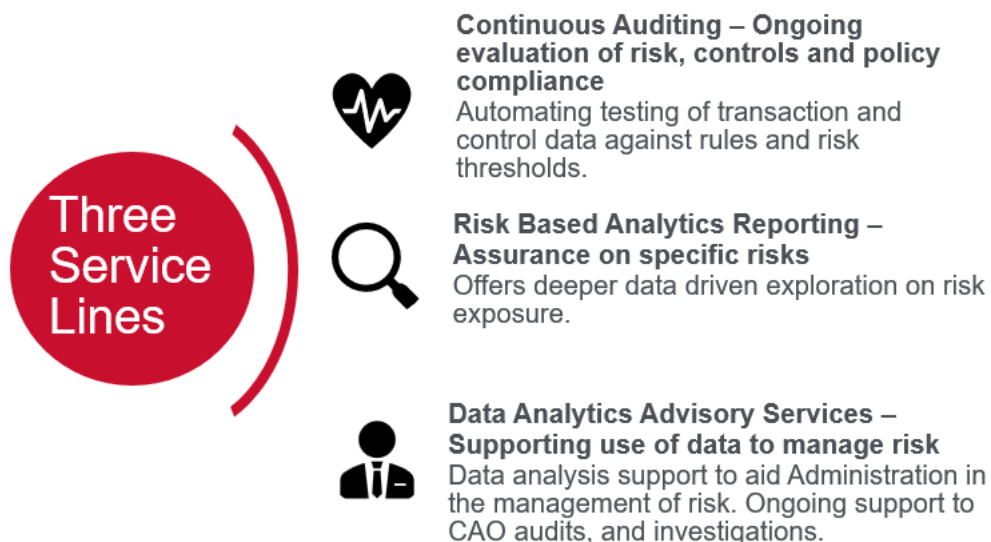 Three
Service
Lines
Continuous Auditing – Ongoing
evaluation of risk, controls and policy
compliance
Automating testing of transaction and
control data against rules and risk
thresholds.
Risk Based Analytics Reporting –
Assurance on specific risks
Offers deeper data driven exploration on risk
exposure.
Data Analytics Advisory Services –
Supporting use of data to manage risk
Data analysis support to aid Administration in
the management of risk. Ongoing support to
CAO audits, and investigations.